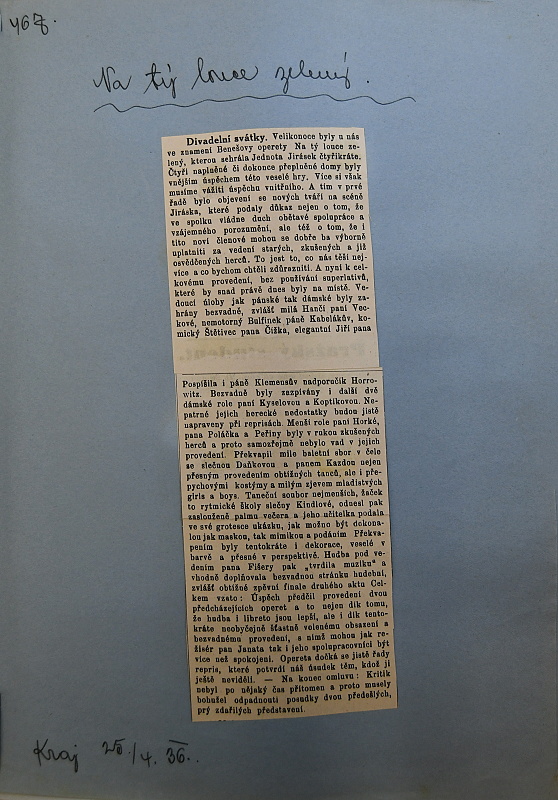 467.
Na tý louce zelený.
Divadelní svátky. Velikonoce byly u nás
ve znamení Benešovy operety Na tý louce ze-
lený, kterou sehrála Jednota Jirásek čtyřikráte.
Čtyři naplněné či dokonce přeplněné domy byly
vnějším úspěchem této veselé hry. Více si však
musíme vážiti úspěchu vnitřního. A tím v prvé
řadě bylo objevení se nových tváří na scéně
Jiráska, které podaly důkaz nejen o tom, že
ve spolku vládne duch obětavé spolupráce a
vzájemného porozumění, ale též o tom, že i
tito noví členové mohou se dobře ba výborně
uplatniti za vedení starých, zkušených a již
osvědčených herců. To jest to, co nás těší nej-
více a co bychom chtěli zdůrazniti. A nyní k cel-
kovému provedení, bez používání superlativů,
které by snad právě dnes byly na místě. Ve-
doucí úlohy jak pánské tak dámské byly za-
hrány bezvadně, zvlášť milá Hančí paní Vec-
kové, nemotorný Bulfínek páně Kabelákův, ko-
mický Štětivec pana Čížka, elegantní Jiří pana
Pospíšila i páně Klemensův nadporočík Horro-
witz. Bezvadně byly zazpívány i další dvě
dámské role paní Kyselovou a Koptíkovou. Ne-
patrné jejich herecké nedostatky budou jistě
napraveny při reprisách. Menší role paní Horké,
pana Poláčka a Peřiny byly v rukou zkušených
herců a proto samozřejmě nebylo vad v jejich
provedení. Překvapil mile baletní sbor v čele
se slečnou Daňkovou a panem Kazdou nejen
přesným provedením obtížných tanců, ale i pře-
pychovými kostýmy a milým zjevem mladistvých
girls a boys. Taneční soubor nejmenších, žaček
to rytmické školy slečny Kindlové, odnesl pak
zaslouženě palmu večera a jeho učitelka podala
ve své grotesce ukázku, jak možno být dokona-
lou jak maskou, tak mimikou a podáním Překva-
pením byly tentokráte i dekorace, veselé v
barvě a přesné v perspektivě. Hudba pod ve-
dením pana Fišery pak „tvrdila muziku" a
vhodně doplňovala bezvadnou stránku hudební,
zvlášť obtížné zpěvní finale druhého aktu Cel-
kem vzato: Úspěch předčil provedení dvou
předcházejících operet a to nejen dík tomu,
že hudba i libreto jsou lepší, ale i dík tento-
kráte neobyčejně šťastně volenému obsazení a
bezvadnému provedení, s nímž mohou jak re-
žisér pan Janata tak i jeho spolupracovníci být
více než spokojeni. Opereta dočká se jistě řady
repris, které potvrdí náš úsudek těm, kdož ji
ještě neviděli. — Na konec omluvu: Kritik
nebyl po nějaký čas přítomen a proto musely
bohužel odpadnouti posudky dvou předešlých,
prý zdařilých představení.
Kraj 25/4. 36.